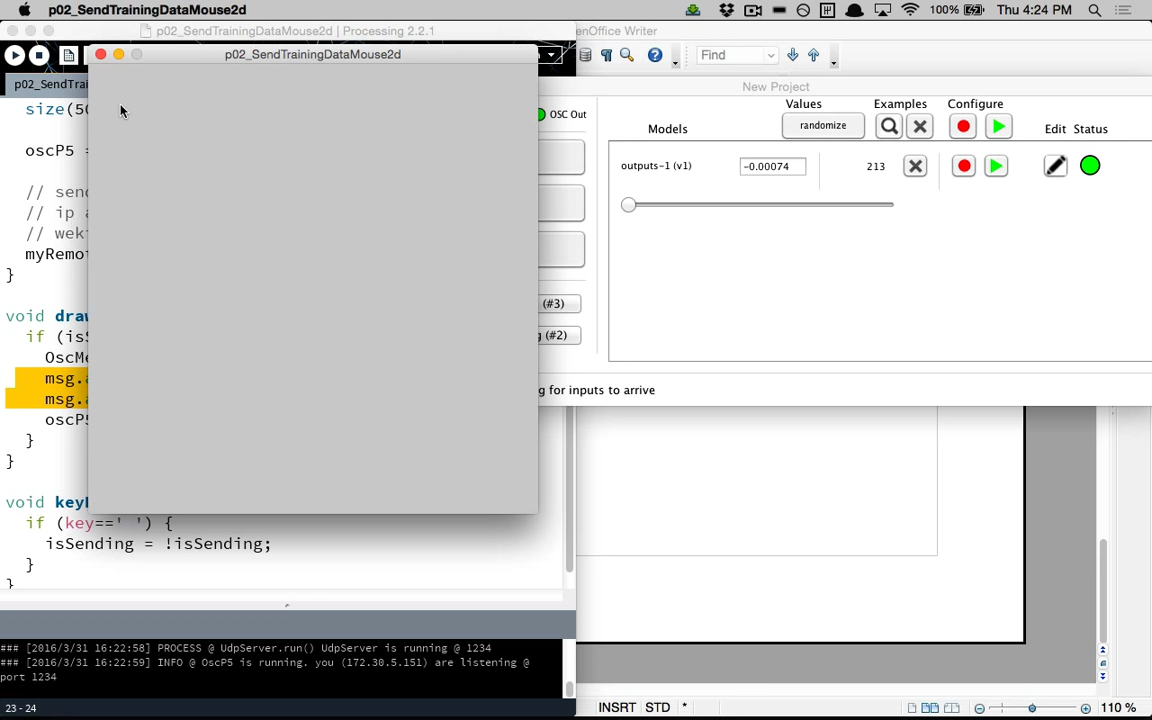 p02_SendTrainingDataMouse2d
100%
Thu 4:24 PM
p02_SendTrainingDataMouse2d | Processing 2.2.1
enOffice Writer
p02_SendTrainingDataMouse2d
Find
p02_SendTrai
New Project
size(50
OSC Out
Values
Examples
Configure
Models
randomize
Edit Status
oscP5 =
outputs-1 (v1)
-0.00074
213
// send
// ip a
// wek
myRemot
}
void draw
(#3)
if (isS
g (#2)
OscMe
msg.a
msg.a
g for inputs to arrive
oscP5
}
}
void keyP
if (key==' ') {
isSending = !isSending;
}
}
### [2016/3/31 16:22:58] PROCESS @ UdpServer.run() UdpServer is running @ 1234
### [2016/3/31 16:22:59] INFO @ OscP5 is running. you (172.30.5.151) are listening @
port 1234
23 - 24
INSRT
STD
*
110 %